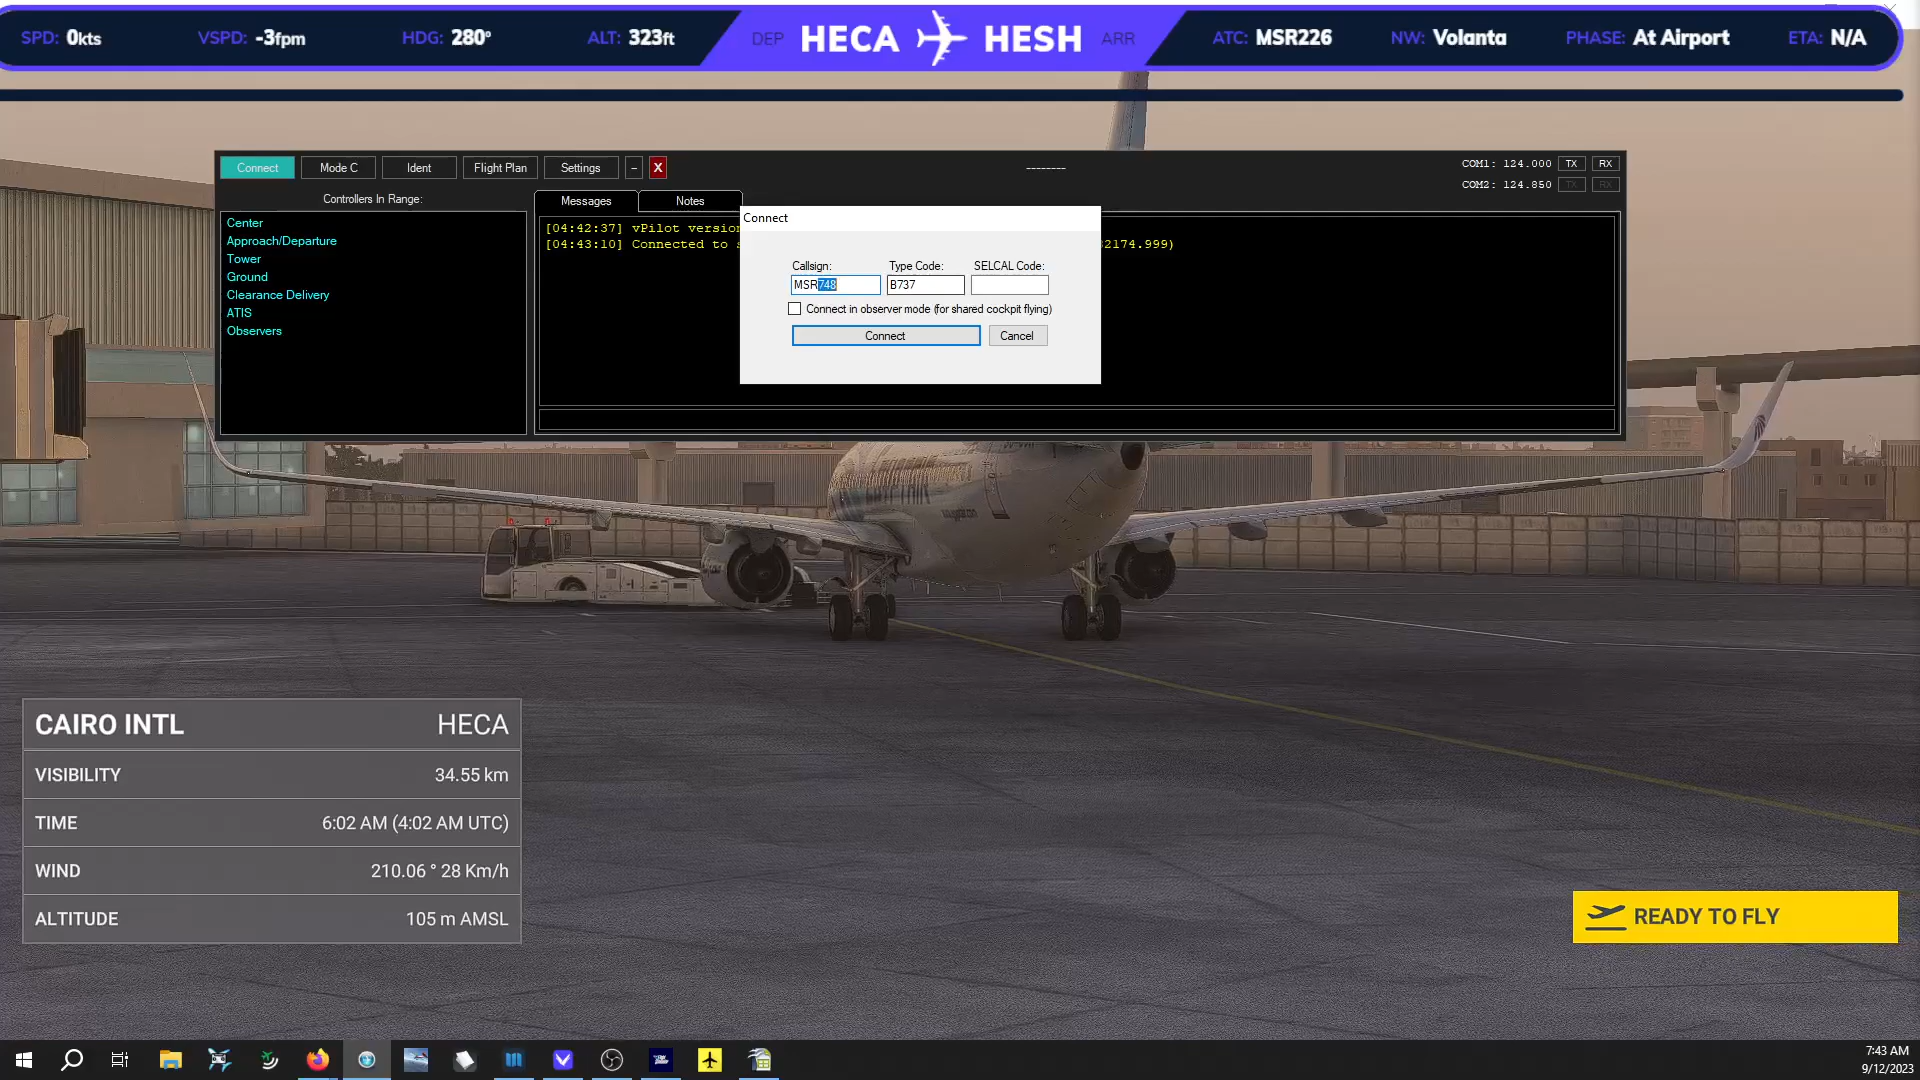 SPD: 0kts
VSPD: -3fpm
HDG: 280°
ALT: 323ft
DEP HECA HESH ARR
ATC: MSR226
NW: Volanta
PHASE: At Airport
ETA: N/A
Connect Mode C Ident Flight Plan Settings – X
--------
COM1: 124.000 TX RX
COM2: 124.850 TX RX
Controllers In Range:
Center
Approach/Departure
Tower
Ground
Clearance Delivery
ATIS
Observers
Messages Notes
[04:42:37] vPilot version
[04:43:10] Connected to 2174.999)
Connect
Callsign: Type Code: SELCAL Code:
MSR748 B737
Connect in observer mode (for shared cockpit flying)
Connect Cancel
CAIRO INTL HECA
VISIBILITY 34.55 km
TIME 6:02 AM (4:02 AM UTC)
WIND 210.06 ° 28 Km/h
ALTITUDE 105 m AMSL
READY TO FLY
7:43 AM
9/12/2023